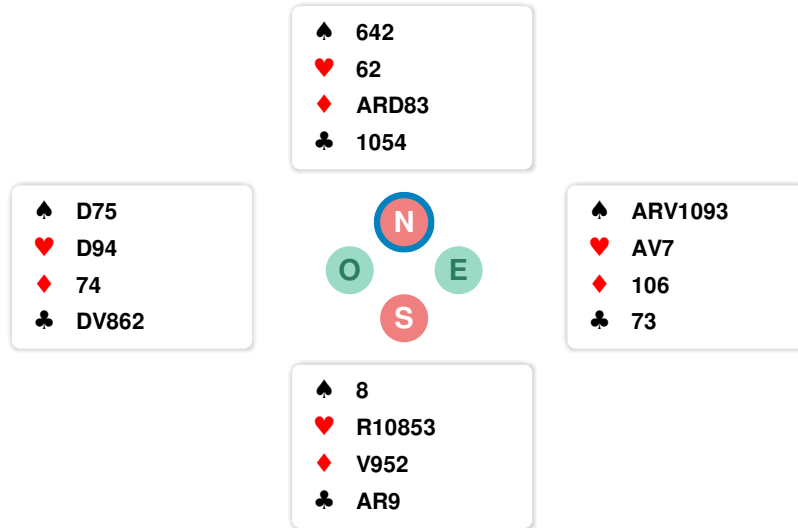 ♠ 642
♥ 62
♦ ARD83
♣ 1054
♠ D75
♥ D94
♦ 74
♣ DV862
N
O E
S
♠ ARV1093
♥ AV7
♦ 106
♣ 73
♠ 8
♥ R10853
♦ V952
♣ AR9